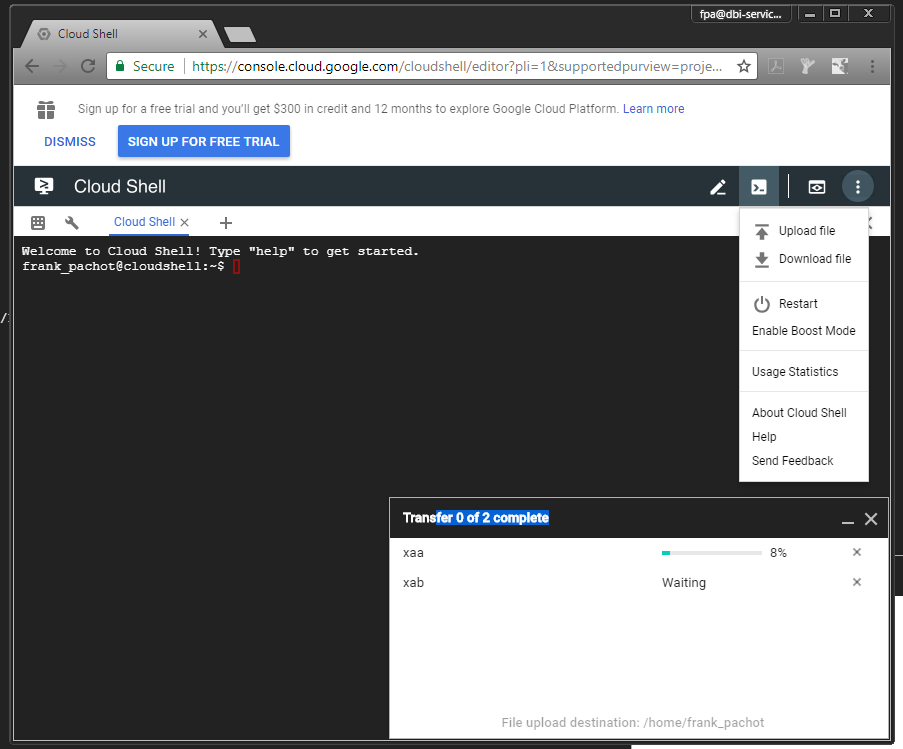 fpa@dbi-servic...
Cloud Shell
Secure https://console.cloud.google.com/cloudshell/editor?pli=1&supportedpurview=proje...
Sign up for a free trial and you'll get $300 in credit and 12 months to explore Google Cloud Platform. Learn more
DISMISS SIGN UP FOR FREE TRIAL
Cloud Shell
Cloud Shell
Welcome to Cloud Shell! Type "help" to get started.
frank_pachot@cloudshell:~$
Upload file
Download file
Restart
Enable Boost Mode
Usage Statistics
About Cloud Shell
Help
Send Feedback
Transfer 0 of 2 complete
xaa 8%
xab Waiting
File upload destination: /home/frank_pachot